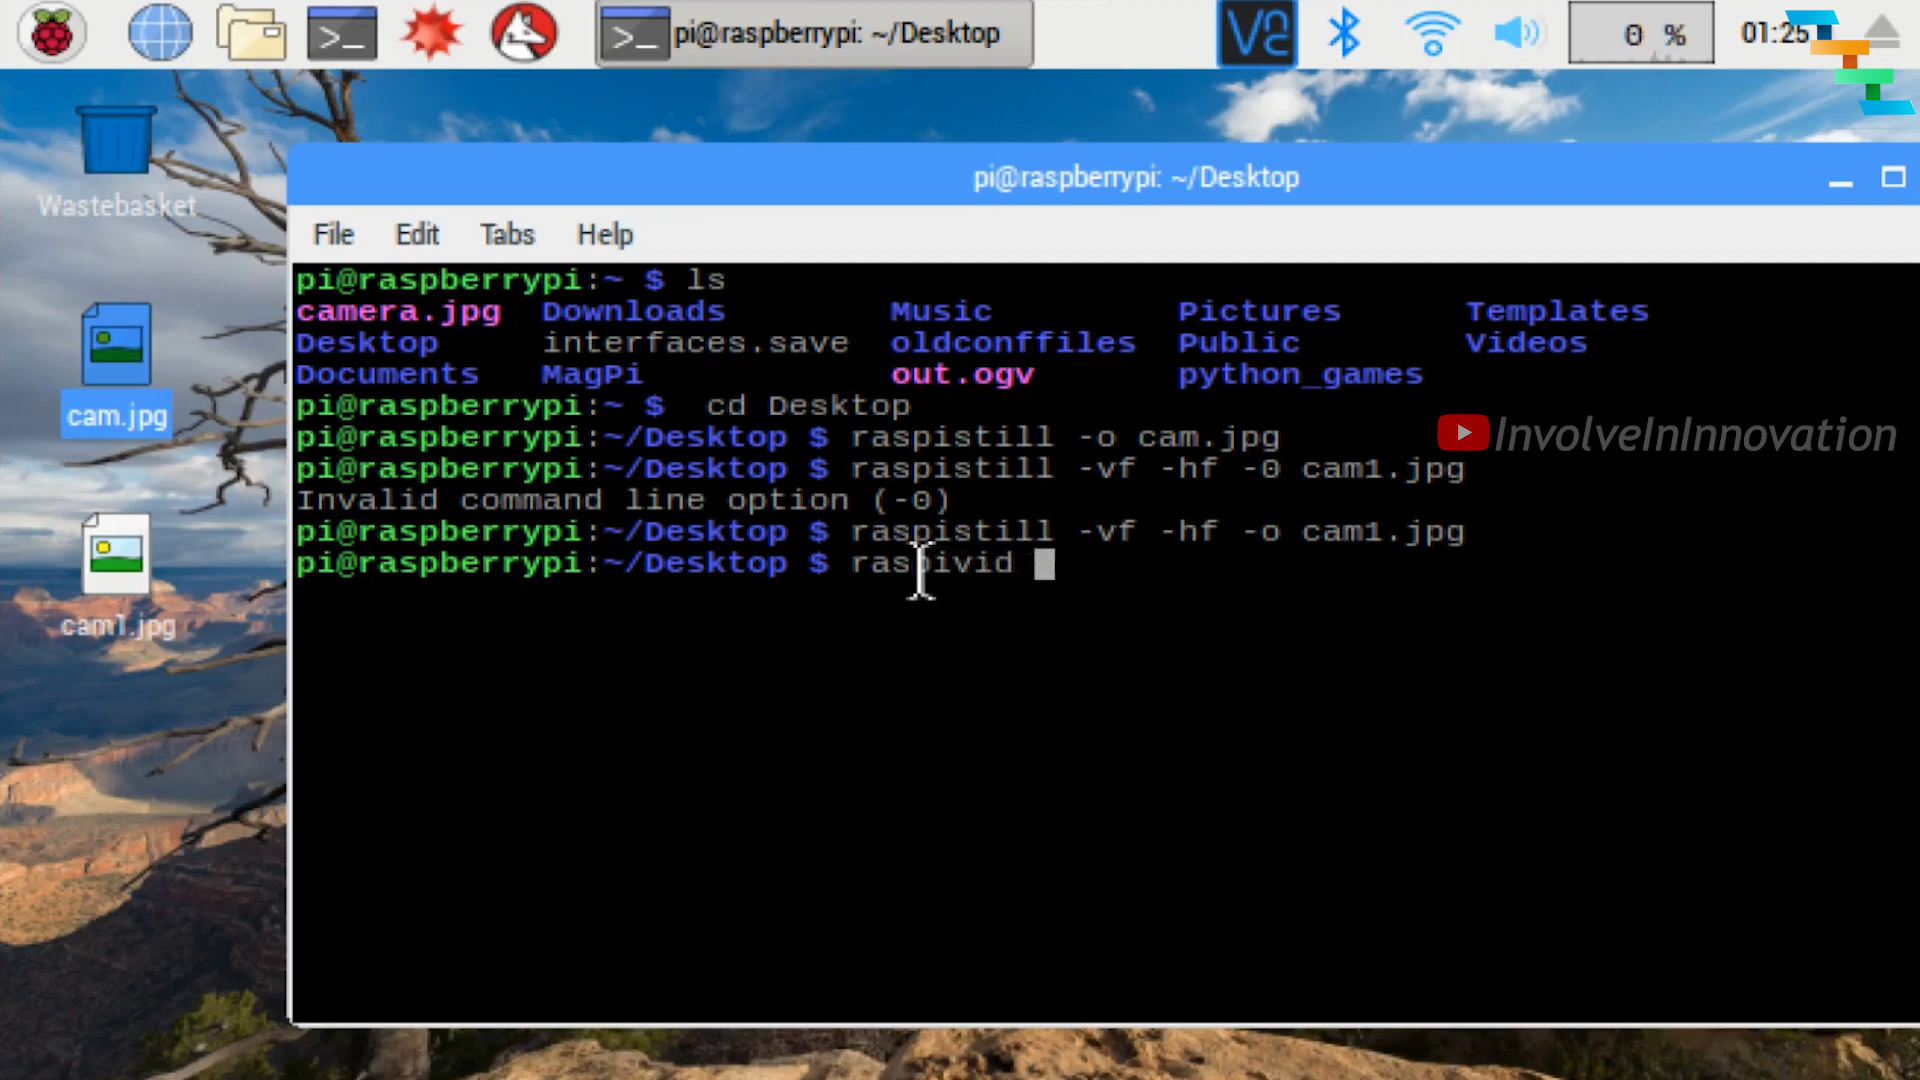 >_
>_ pi@raspberrypi: ~/Desktop
V2
0 %
01:25
Wastebasket
cam.jpg
cam1.jpg
pi@raspberrypi: ~/Desktop
File Edit Tabs Help
pi@raspberrypi:~ $ ls
camera.jpg Downloads Music Pictures Templates
Desktop interfaces.save oldconffiles Public Videos
Documents MagPi out.ogv python_games
pi@raspberrypi:~ $ cd Desktop
pi@raspberrypi:~/Desktop $ raspistill -o cam.jpg
pi@raspberrypi:~/Desktop $ raspistill -vf -hf -0 cam1.jpg
Invalid command line option (-0)
pi@raspberrypi:~/Desktop $ raspistill -vf -hf -o cam1.jpg
pi@raspberrypi:~/Desktop $ raspivid
InvolveInInnovation